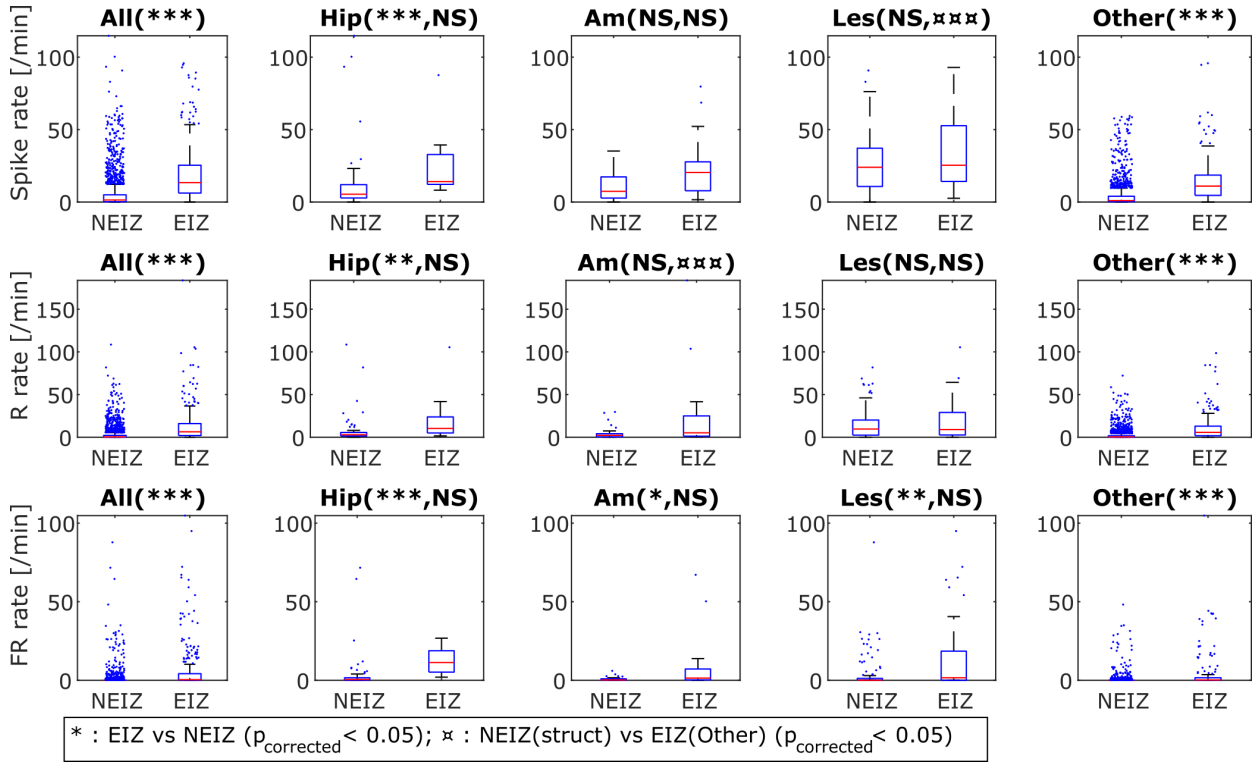 All(***) Hip(***,NS) Am(NS,NS) Les(NS,¤¤¤) Other(***)
Spike rate [/min]
100 100 100 100 100
50 50 50 50 50
0 0 0 0 0
NEIZ EIZ NEIZ EIZ NEIZ EIZ NEIZ EIZ NEIZ EIZ
All(***) Hip(**,NS) Am(NS,¤¤¤) Les(NS,NS) Other(***)
R rate [/min]
150 150 150 150 150
100 100 100 100 100
50 50 50 50 50
0 0 0 0 0
NEIZ EIZ NEIZ EIZ NEIZ EIZ NEIZ EIZ NEIZ EIZ
All(***) Hip(***,NS) Am(*,NS) Les(**,NS) Other(***)
FR rate [/min]
100 100 100 100 100
50 50 50 50 50
0 0 0 0 0
NEIZ EIZ NEIZ EIZ NEIZ EIZ NEIZ EIZ NEIZ EIZ
* : EIZ vs NEIZ (p_corrected < 0.05); ¤ : NEIZ(struct) vs EIZ(Other) (p_corrected < 0.05)